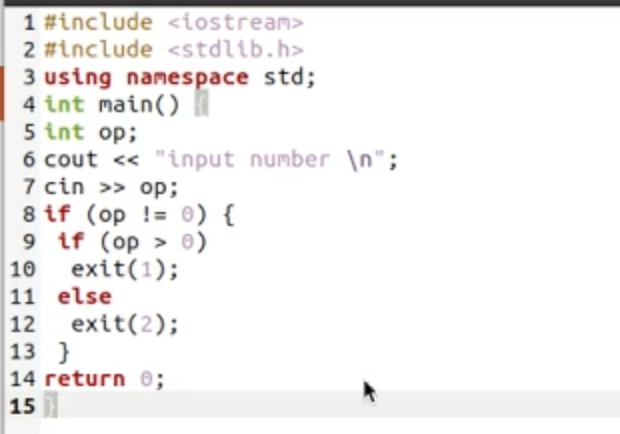 1 #include <iostream>
2 #include <stdlib.h>
3 using namespace std;
4 int main() {
5 int op;
6 cout << "input number \n";
7 cin >> op;
8 if (op != 0) {
9  if (op > 0)
10   exit(1);
11  else
12   exit(2);
13  }
14 return 0;
15 }